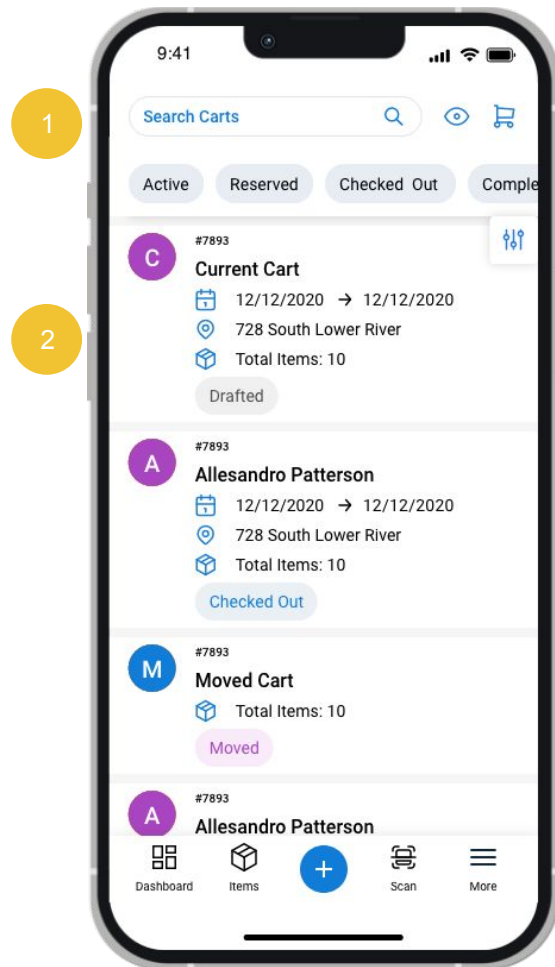 9:41
1
Search Carts
Active Reserved Checked Out Comple
#7893
C
Current Cart
12/12/2020 → 12/12/2020
2
728 South Lower River
Total Items: 10
Drafted
#7893
A
Allesandro Patterson
12/12/2020 → 12/12/2020
728 South Lower River
Total Items: 10
Checked Out
#7893
M
Moved Cart
Total Items: 10
Moved
#7893
A
Allesandro Patterson
Dashboard Items Scan More